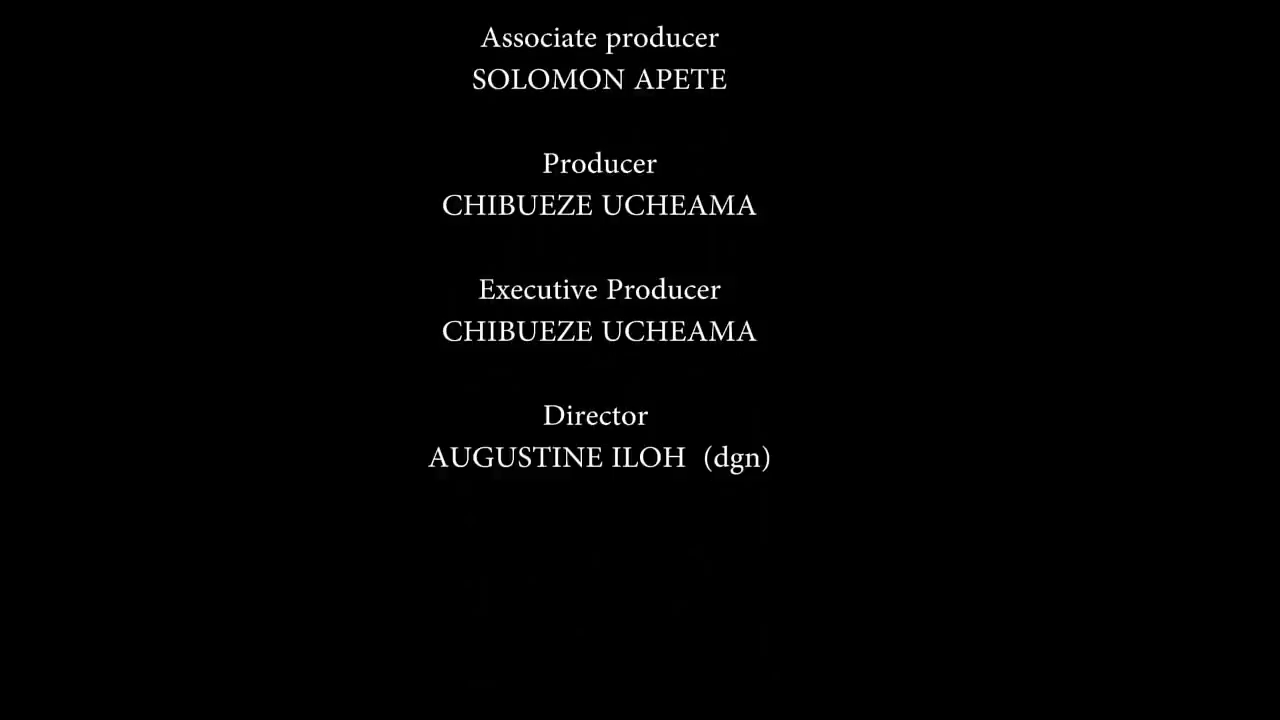 Associate producer
SOLOMON APETE
Producer
CHIBUEZE UCHEAMA
Executive Producer
CHIBUEZE UCHEAMA
Director
AUGUSTINE ILOH (dgn)